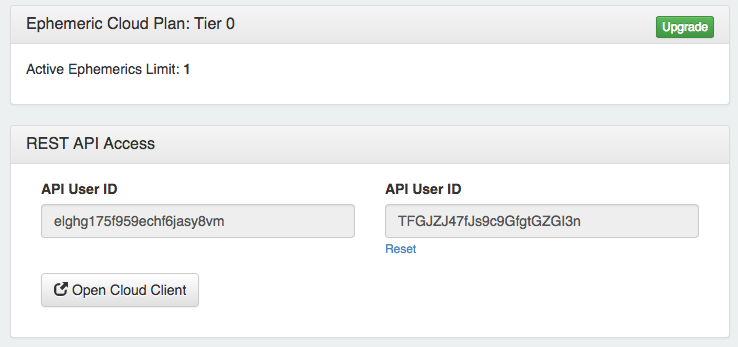 Ephemeric Cloud Plan: Tier 0
Upgrade
Active Ephemerics Limit: 1
REST API Access
API User ID
API User ID
elghg175f959echf6jasy8vm
TFGJZJ47fJs9c9GfgtGZGI3n
Reset
Open Cloud Client